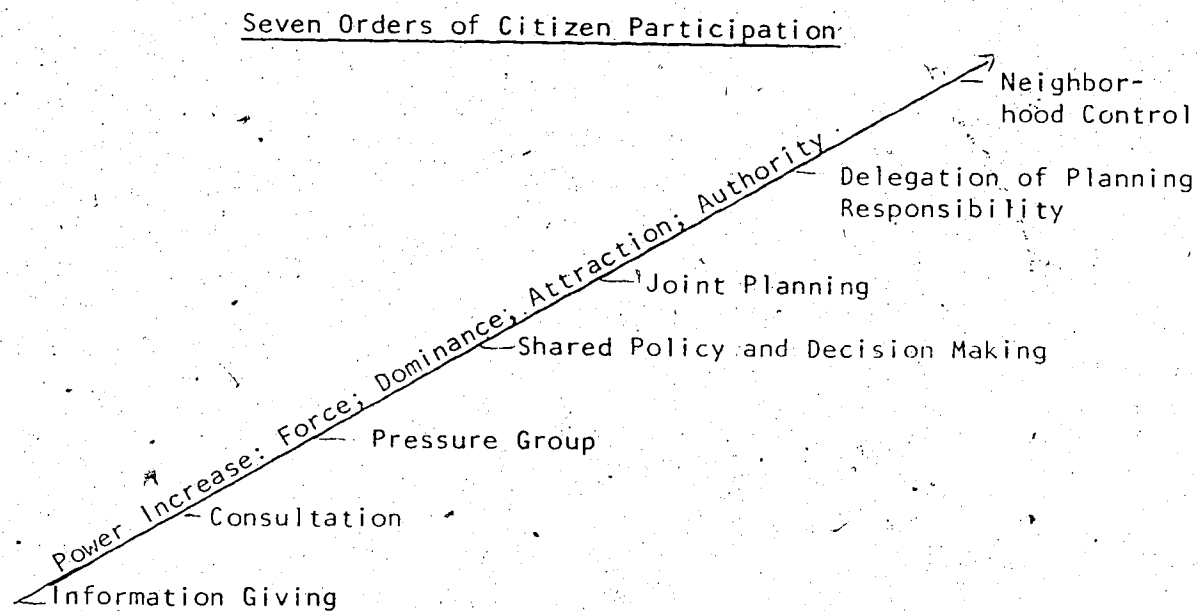 Seven Orders of Citizen Participation
Neighbor-
hood Control
Delegation of Planning
Responsibility
Joint Planning
Shared Policy and Decision Making
Pressure Group
Consultation
Information Giving
Power Increase: Force; Dominance; Attraction; Authority